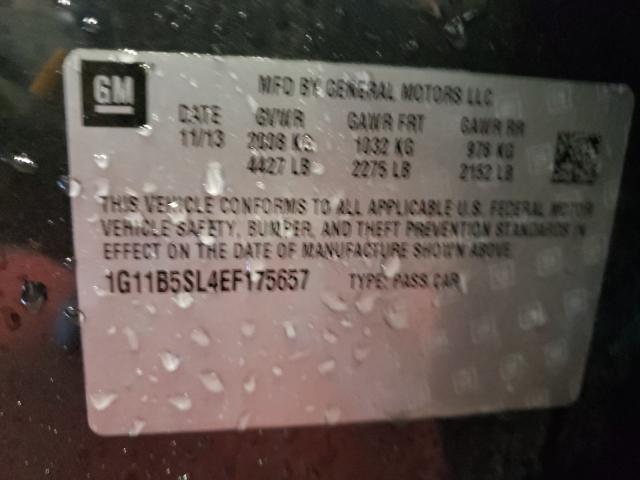 GM
MFD BY GENERAL MOTORS LLC
DATE GVWR GAWR FRT GAWR RR
11/13 2008 KG 1032 KG 976 KG
4427 LB 2275 LB 2152 LB
THIS VEHICLE CONFORMS TO ALL APPLICABLE U.S. FEDERAL MOTOR
VEHICLE SAFETY, BUMPER, AND THEFT PREVENTION STANDARDS IN
EFFECT ON THE DATE OF MANUFACTURE SHOWN ABOVE.
1G11B5SL4EF175657 TYPE: PASS CAR